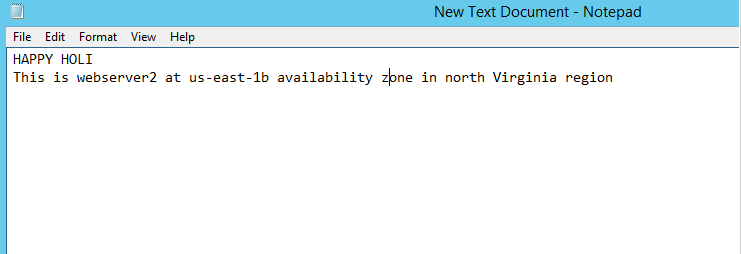 New Text Document - Notepad
File Edit Format View Help
HAPPY HOLI
This is webserver2 at us-east-1b availability zone in north Virginia region